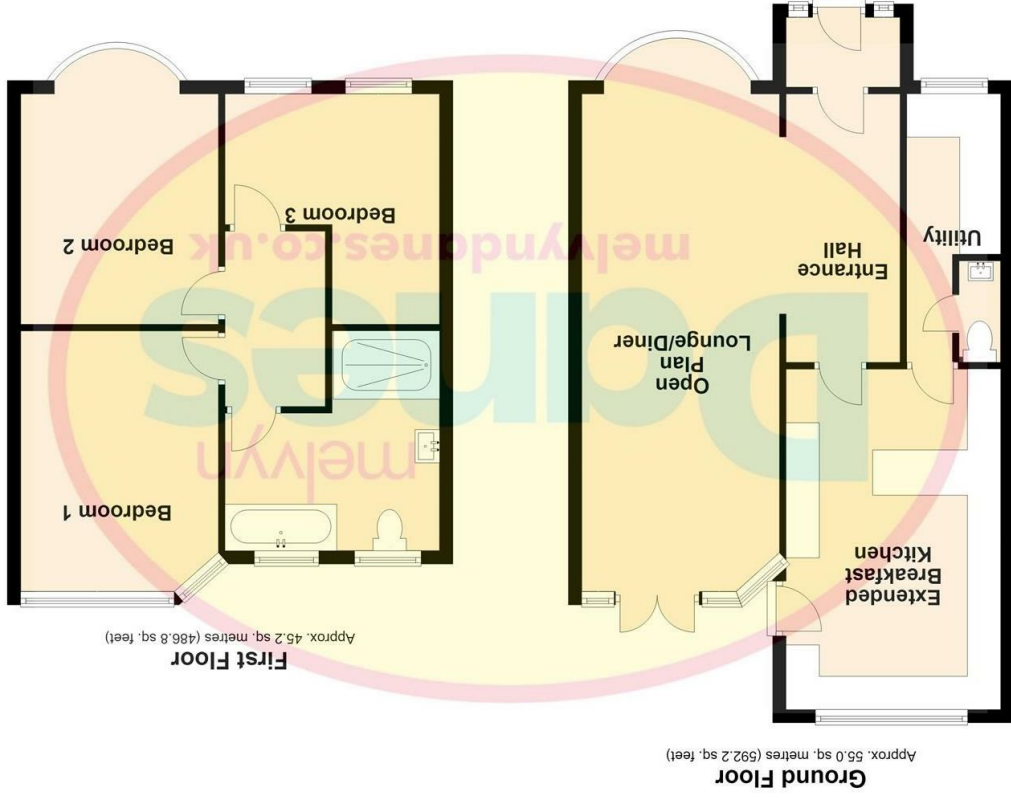 Ground Floor
Approx. 55.0 sq. metres (592.2 sq. feet)
Extended
Breakfast
Kitchen
Open
Plan
Lounge/Diner
Entrance
Hall
Utility
First Floor
Approx. 45.2 sq. metres (486.8 sq. feet)
Bedroom 1
Bedroom 2
Bedroom 3
melvyn
Danes
melvyndanes.co.uk